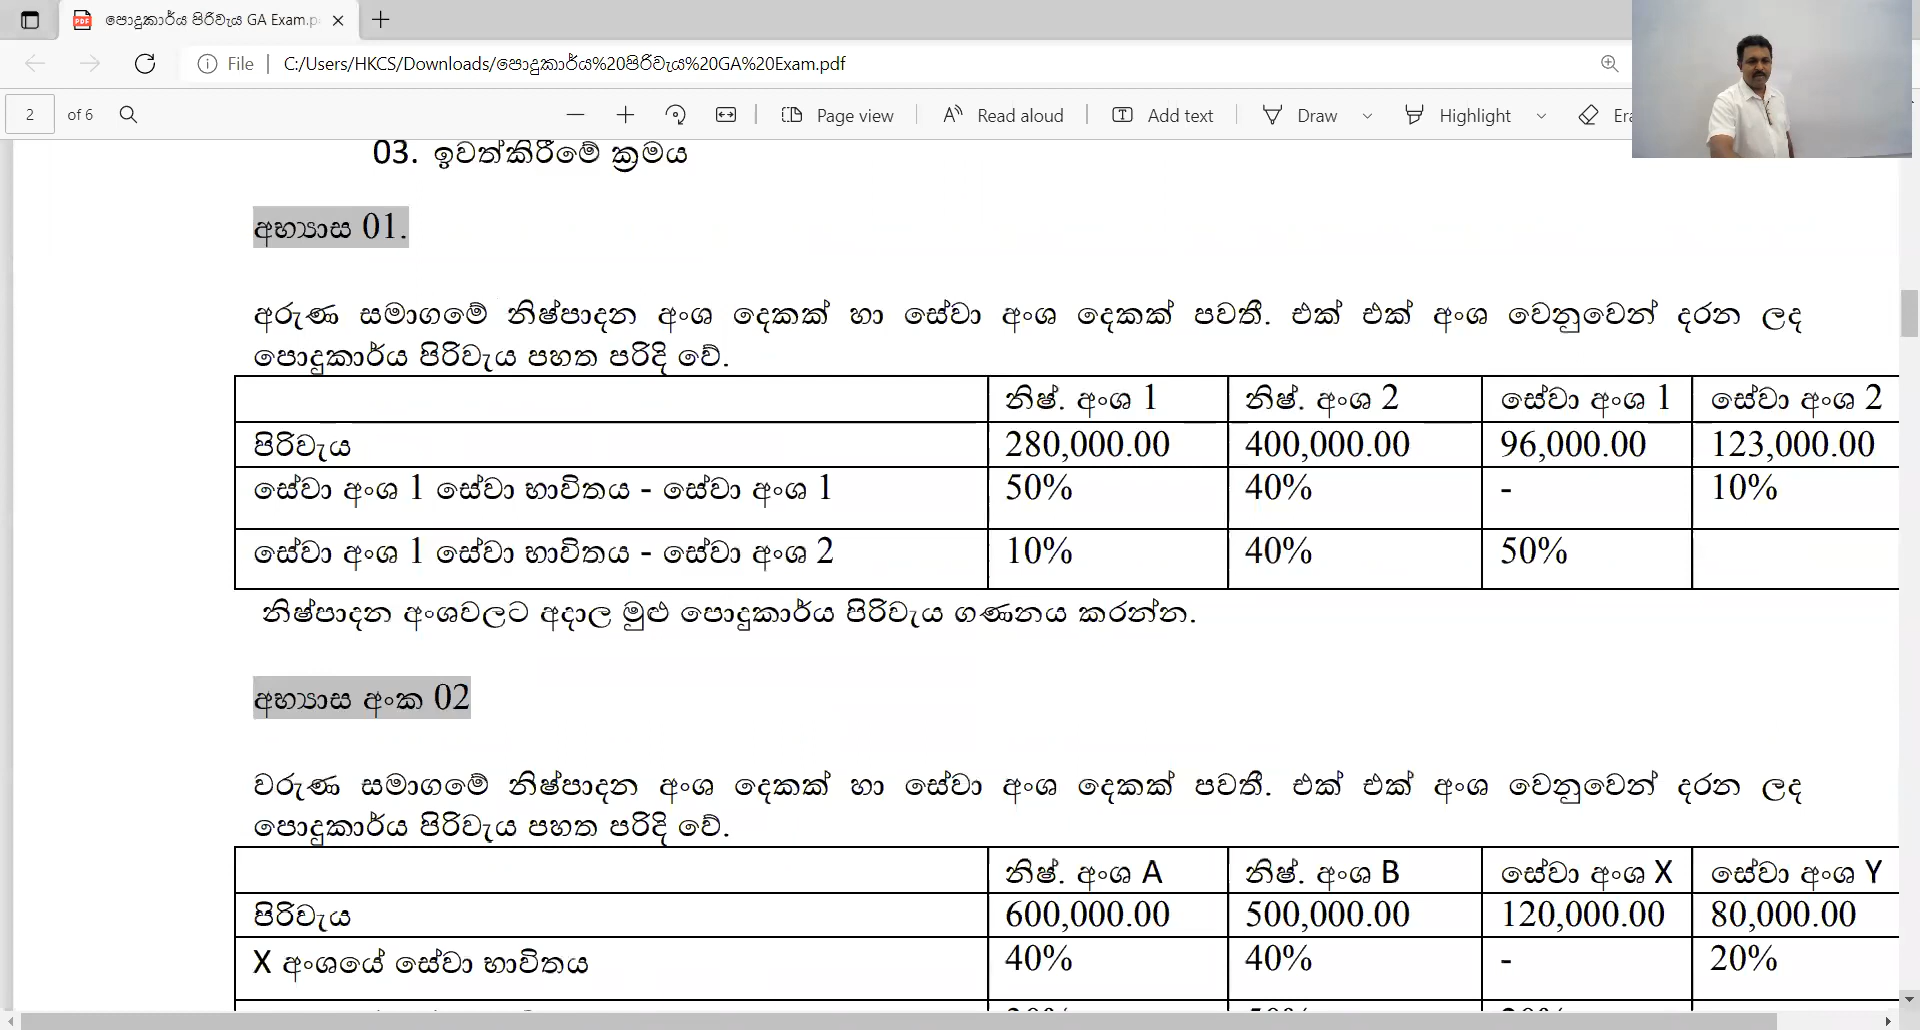 පොදුකාර්ය පිරිවැය GA Exam.p
File C:/Users/HKCS/Downloads/පොදුකාර්ය%20පිරිවැය%20GA%20Exam.pdf
2 of 6 Page view Read aloud Add text Draw Highlight
03. ඉවත්කිරීමේ ක්‍රමය
අභ්‍යාස 01.
අරුණ සමාගමේ නිෂ්පාදන අංශ දෙකක් හා සේවා අංශ දෙකක් පවතී. එක් එක් අංශ වෙනුවෙන් දරන ලද
පොදුකාර්ය පිරිවැය පහත පරිදි වේ.
නිෂ්. අංශ 1 නිෂ්. අංශ 2 සේවා අංශ 1 සේවා අංශ 2
පිරිවැය 280,000.00 400,000.00 96,000.00 123,000.00
සේවා අංශ 1 සේවා භාවිතය - සේවා අංශ 1 50% 40% - 10%
සේවා අංශ 1 සේවා භාවිතය - සේවා අංශ 2 10% 40% 50%
නිෂ්පාදන අංශවලට අදාල මුළු පොදුකාර්ය පිරිවැය ගණනය කරන්න.
අභ්‍යාස අංක 02
වරුණ සමාගමේ නිෂ්පාදන අංශ දෙකක් හා සේවා අංශ දෙකක් පවතී. එක් එක් අංශ වෙනුවෙන් දරන ලද
පොදුකාර්ය පිරිවැය පහත පරිදි වේ.
නිෂ්. අංශ A නිෂ්. අංශ B සේවා අංශ X සේවා අංශ Y
පිරිවැය 600,000.00 500,000.00 120,000.00 80,000.00
X අංශයේ සේවා භාවිතය 40% 40% - 20%